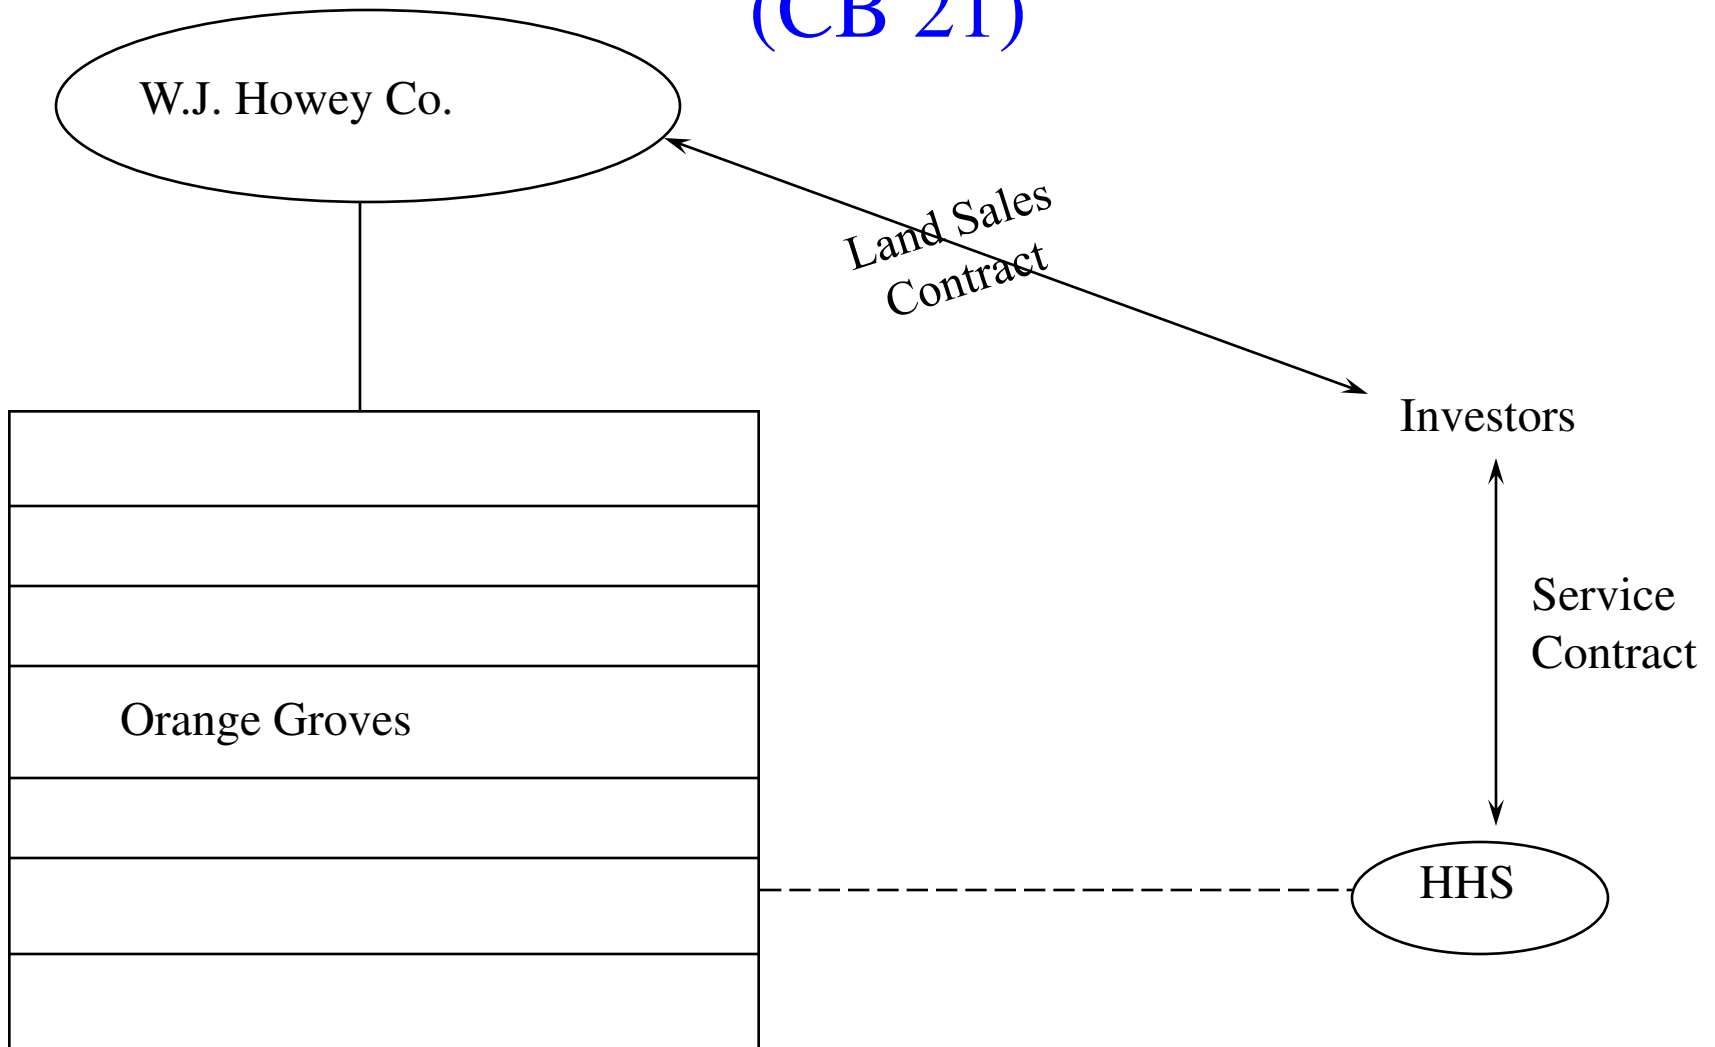 (CB 21)
W.J. Howey Co.
Land Sales
Contract
Investors
Service
Contract
Orange Groves
HHS